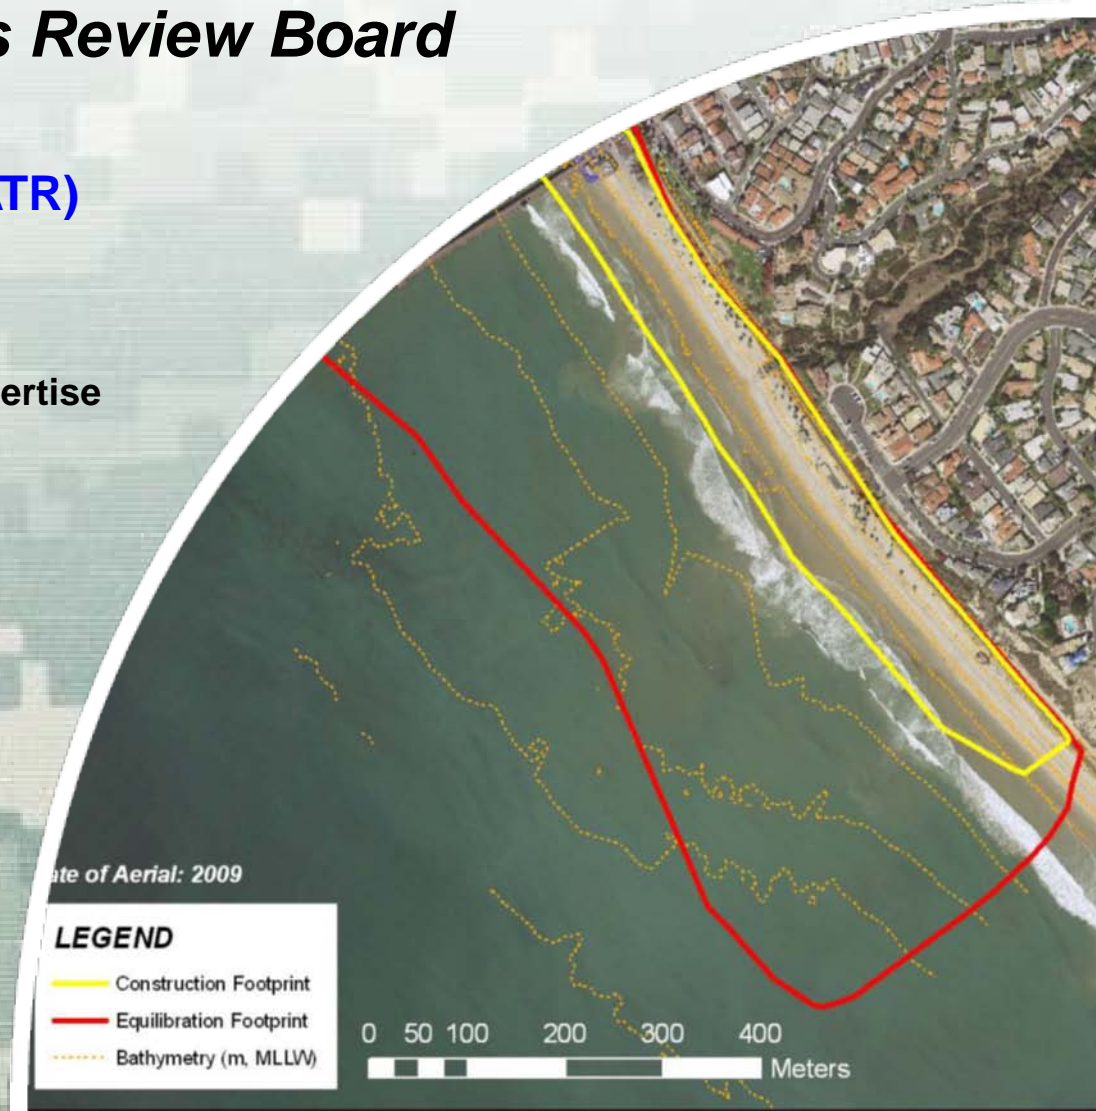 s Review Board
ATR)
ertise
ate of Aerial: 2009
LEGEND
Construction Footprint
Equilibration Footprint
Bathymetry (m, MLLW)
0 50 100 200 300 400
Meters